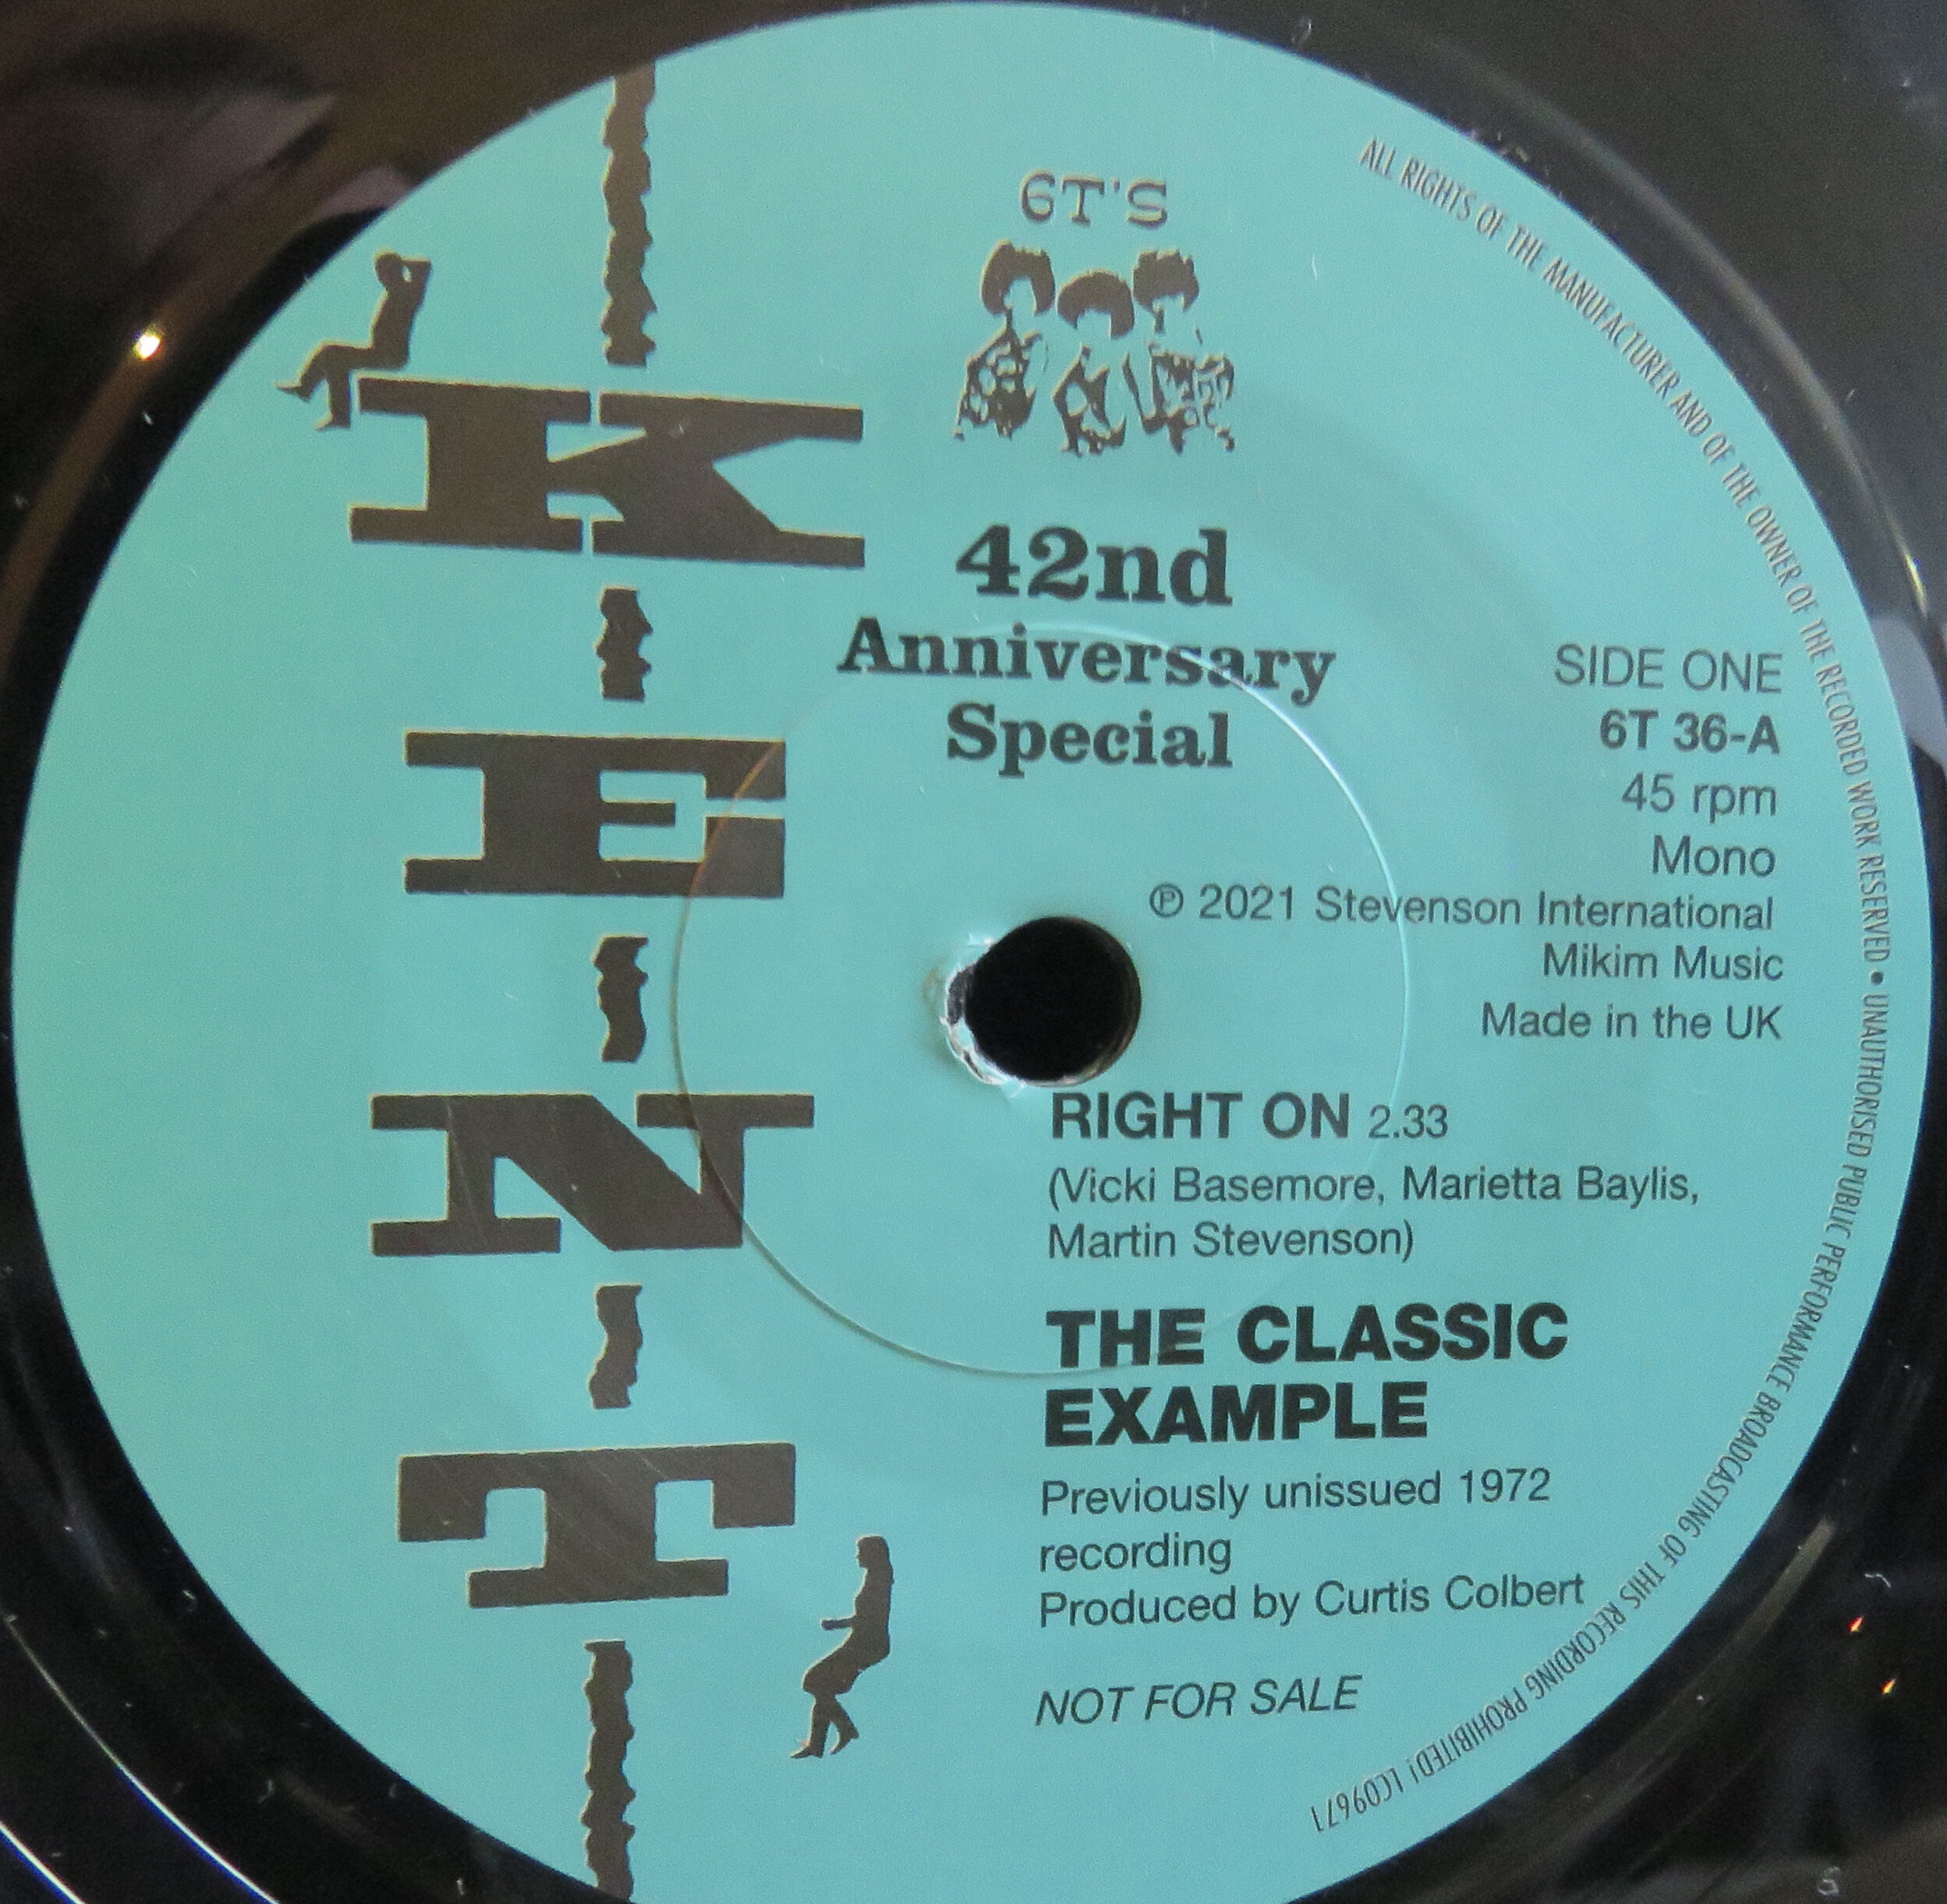 KENT
6T'S
42nd
Anniversary
Special
SIDE ONE
6T 36-A
45 rpm
Mono
℗ 2021 Stevenson International
Mikim Music
Made in the UK
RIGHT ON 2.33
(Vicki Basemore, Marietta Baylis,
Martin Stevenson)
THE CLASSIC
EXAMPLE
Previously unissued 1972
recording
Produced by Curtis Colbert
NOT FOR SALE
ALL RIGHTS OF THE MANUFACTURER AND OF THE OWNER OF THE RECORDED WORK RESERVED • UNAUTHORISED PUBLIC PERFORMANCE BROADCASTING OF THIS RECORDING PROHIBITED! LC09671